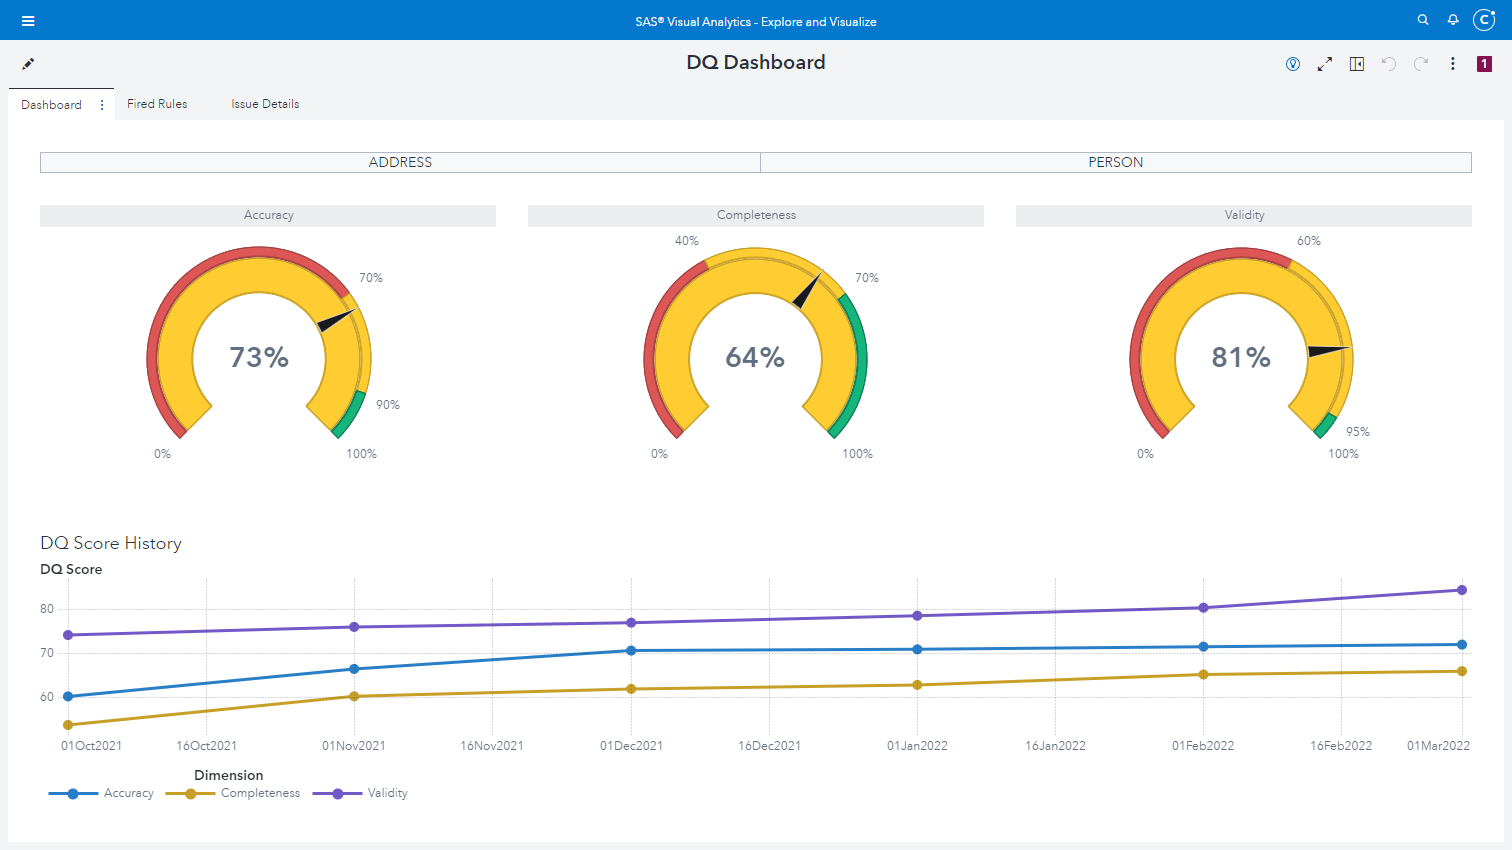 SAS® Visual Analytics - Explore and Visualize
C
DQ Dashboard
1
Dashboard
Fired Rules
Issue Details
ADDRESS
PERSON
Accuracy
Completeness
Validity
70%
73%
90%
0%
100%
40%
70%
64%
0%
100%
60%
81%
95%
0%
100%
DQ Score History
DQ Score
80
70
60
01Oct2021
16Oct2021
01Nov2021
16Nov2021
01Dec2021
16Dec2021
01Jan2022
16Jan2022
01Feb2022
16Feb2022
01Mar2022
Dimension
Accuracy
Completeness
Validity